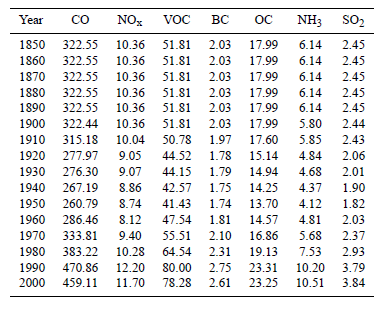 Year CO NOx VOC BC OC NH3 SO2
1850 322.55 10.36 51.81 2.03 17.99 6.14 2.45
1860 322.55 10.36 51.81 2.03 17.99 6.14 2.45
1870 322.55 10.36 51.81 2.03 17.99 6.14 2.45
1880 322.55 10.36 51.81 2.03 17.99 6.14 2.45
1890 322.55 10.36 51.81 2.03 17.99 6.14 2.45
1900 322.44 10.36 51.81 2.03 17.99 5.80 2.44
1910 315.18 10.04 50.78 1.97 17.60 5.85 2.43
1920 277.97 9.05 44.52 1.78 15.14 4.84 2.06
1930 276.30 9.07 44.15 1.79 14.94 4.68 2.01
1940 267.19 8.86 42.57 1.75 14.25 4.37 1.90
1950 260.79 8.74 41.43 1.74 13.70 4.12 1.82
1960 286.46 8.12 47.54 1.81 14.57 4.81 2.03
1970 333.81 9.40 55.51 2.10 16.86 5.68 2.37
1980 383.22 10.28 64.54 2.31 19.13 7.53 2.93
1990 470.86 12.20 80.00 2.75 23.31 10.20 3.79
2000 459.11 11.70 78.28 2.61 23.25 10.51 3.84